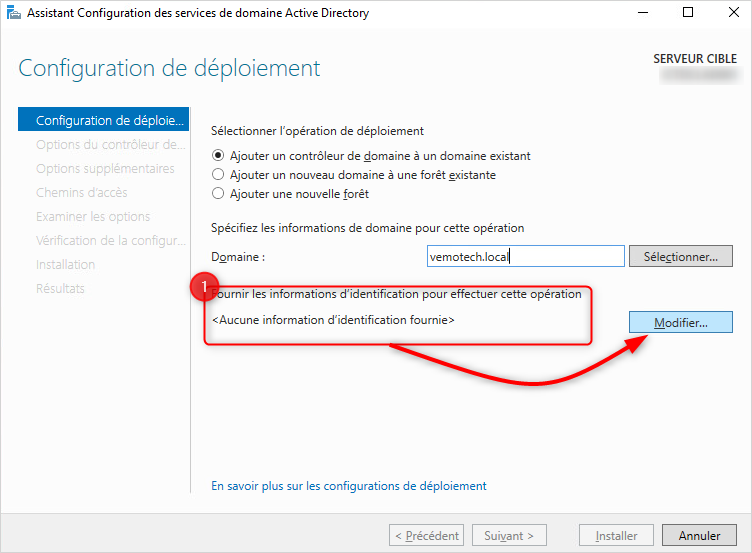 Assistant Configuration des services de domaine Active Directory
Configuration de déploiement
SERVEUR CIBLE
Configuration de déploie...
Options du contrôleur de...
Options supplémentaires
Chemins d'accès
Examiner les options
Vérification de la configur...
Installation
Résultats
Sélectionner l'opération de déploiement
Ajouter un contrôleur de domaine à un domaine existant
Ajouter un nouveau domaine à une forêt existante
Ajouter une nouvelle forêt
Spécifiez les informations de domaine pour cette opération
Domaine :
vemotech.local
Sélectionner...
1
Fournir les informations d'identification pour effectuer cette opération
<Aucune information d'identification fournie>
Modifier...
En savoir plus sur les configurations de déploiement
< Précédent
Suivant >
Installer
Annuler